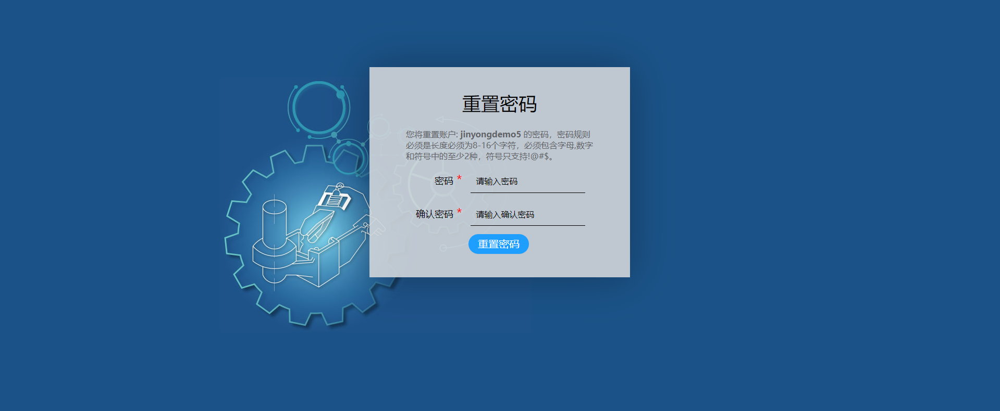 重置密码
您将重置账户: jinyongdemo5 的密码，密码规则
必须是长度必须为8-16个字符，必须包含字母,数字
和符号中的至少2种，符号只支持!@#$。
密码 * 请输入密码
确认密码 * 请输入确认密码
重置密码